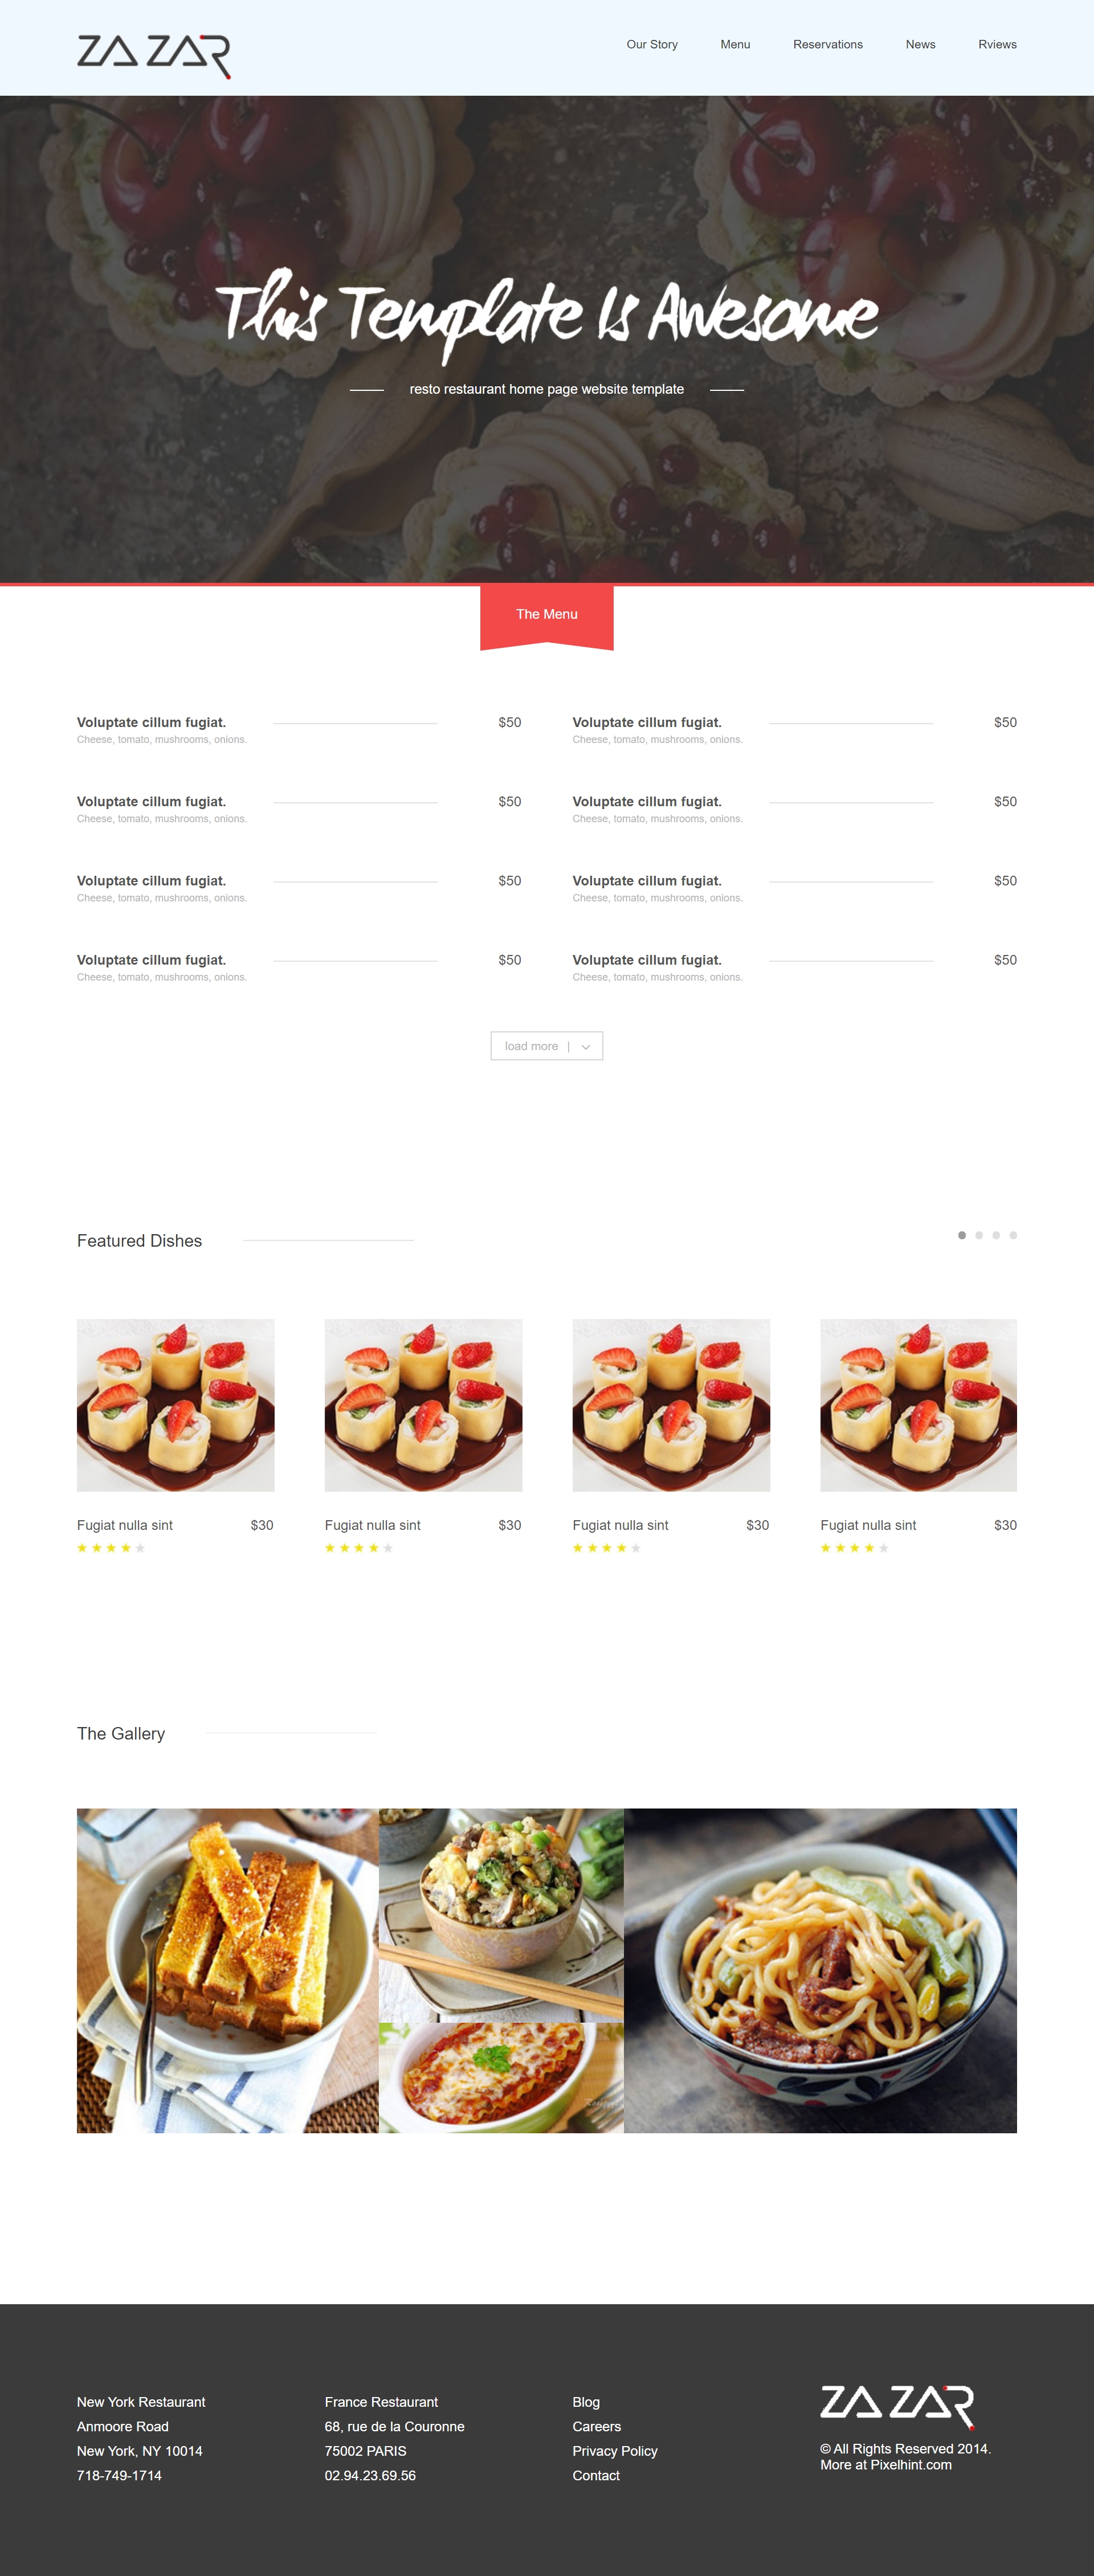 ZAZAR
Our Story Menu Reservations News Rviews
This Template Is Awesome
resto restaurant home page website template
The Menu
Voluptate cillum fugiat. $50 Voluptate cillum fugiat. $50
Cheese, tomato, mushrooms, onions. Cheese, tomato, mushrooms, onions.
Voluptate cillum fugiat. $50 Voluptate cillum fugiat. $50
Cheese, tomato, mushrooms, onions. Cheese, tomato, mushrooms, onions.
Voluptate cillum fugiat. $50 Voluptate cillum fugiat. $50
Cheese, tomato, mushrooms, onions. Cheese, tomato, mushrooms, onions.
Voluptate cillum fugiat. $50 Voluptate cillum fugiat. $50
Cheese, tomato, mushrooms, onions. Cheese, tomato, mushrooms, onions.
load more |
Featured Dishes
Fugiat nulla sint $30 Fugiat nulla sint $30 Fugiat nulla sint $30 Fugiat nulla sint $30
The Gallery
New York Restaurant
Anmoore Road
New York, NY 10014
718-749-1714
France Restaurant
68, rue de la Couronne
75002 PARIS
02.94.23.69.56
Blog
Careers
Privacy Policy
Contact
ZAZAR
© All Rights Reserved 2014.
More at Pixelhint.com